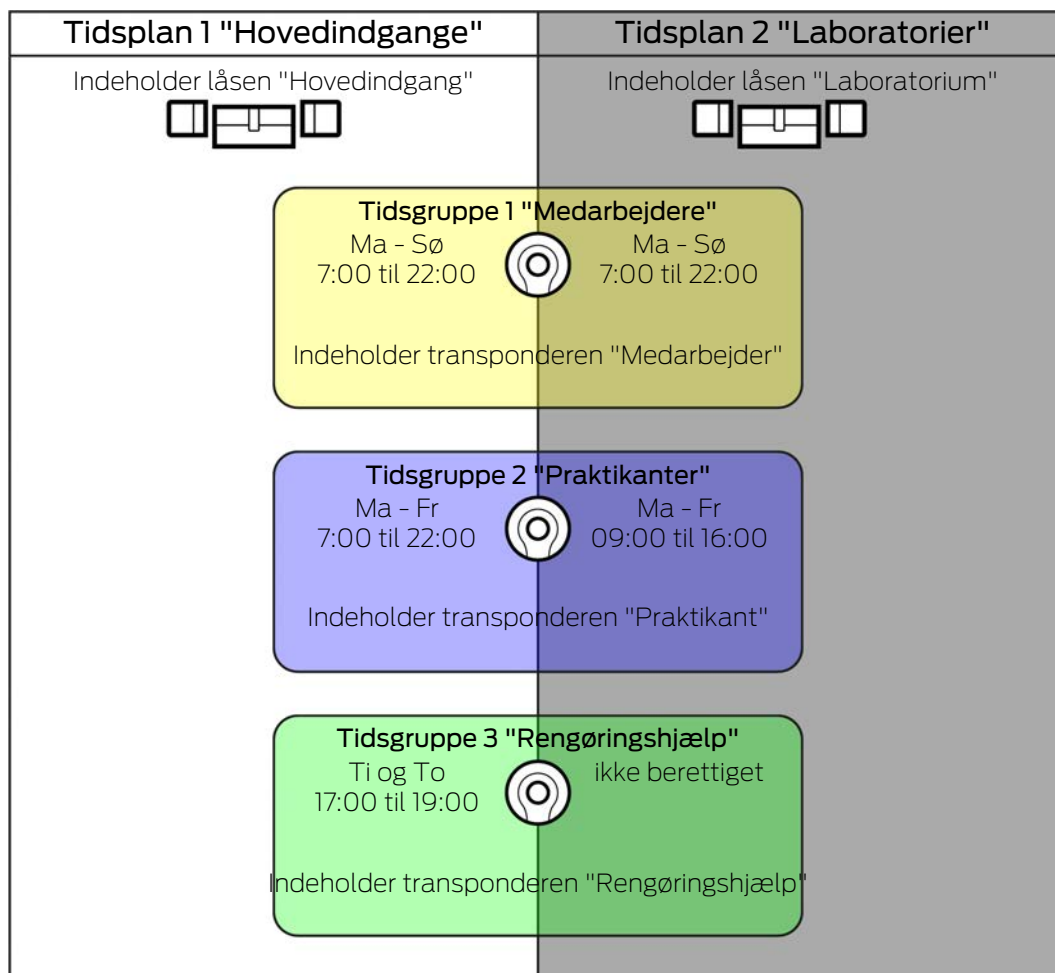 Tidsplan 1 "Hovedindgange"
Tidsplan 2 "Laboratorier"
Indeholder låsen "Hovedindgang"
Indeholder låsen "Laboratorium"
Tidsgruppe 1 "Medarbejdere"
Ma - Sø
7:00 til 22:00
Ma - Sø
7:00 til 22:00
Indeholder transponderen "Medarbejder"
Tidsgruppe 2 "Praktikanter"
Ma - Fr
7:00 til 22:00
Ma - Fr
09:00 til 16:00
Indeholder transponderen "Praktikant"
Tidsgruppe 3 "Rengøringshjælp"
Ti og To
17:00 til 19:00
ikke berettiget
Indeholder transponderen "Rengøringshjælp"